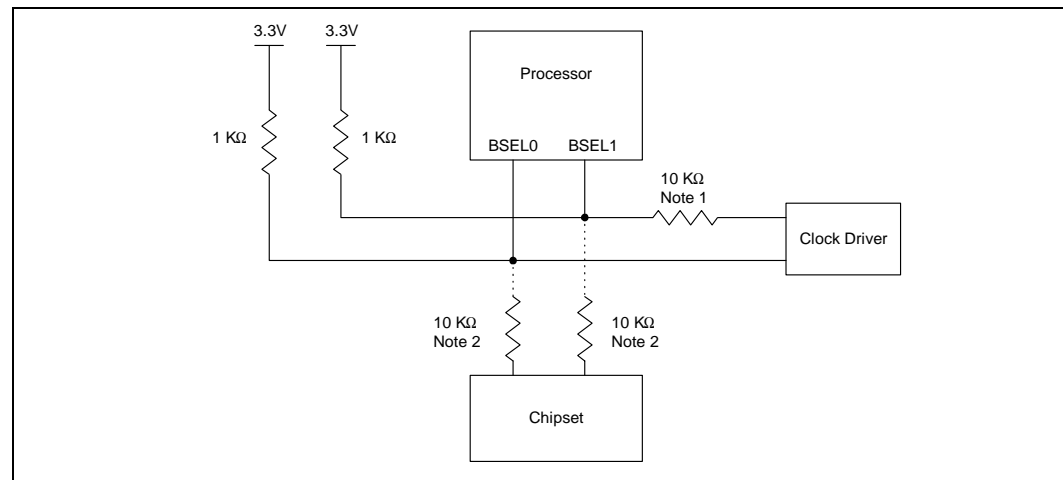 3.3V 3.3V
Processor
1 KΩ 1 KΩ
BSEL0 BSEL1
10 KΩ
Note 1
Clock Driver
10 KΩ
Note 2
10 KΩ
Note 2
Chipset